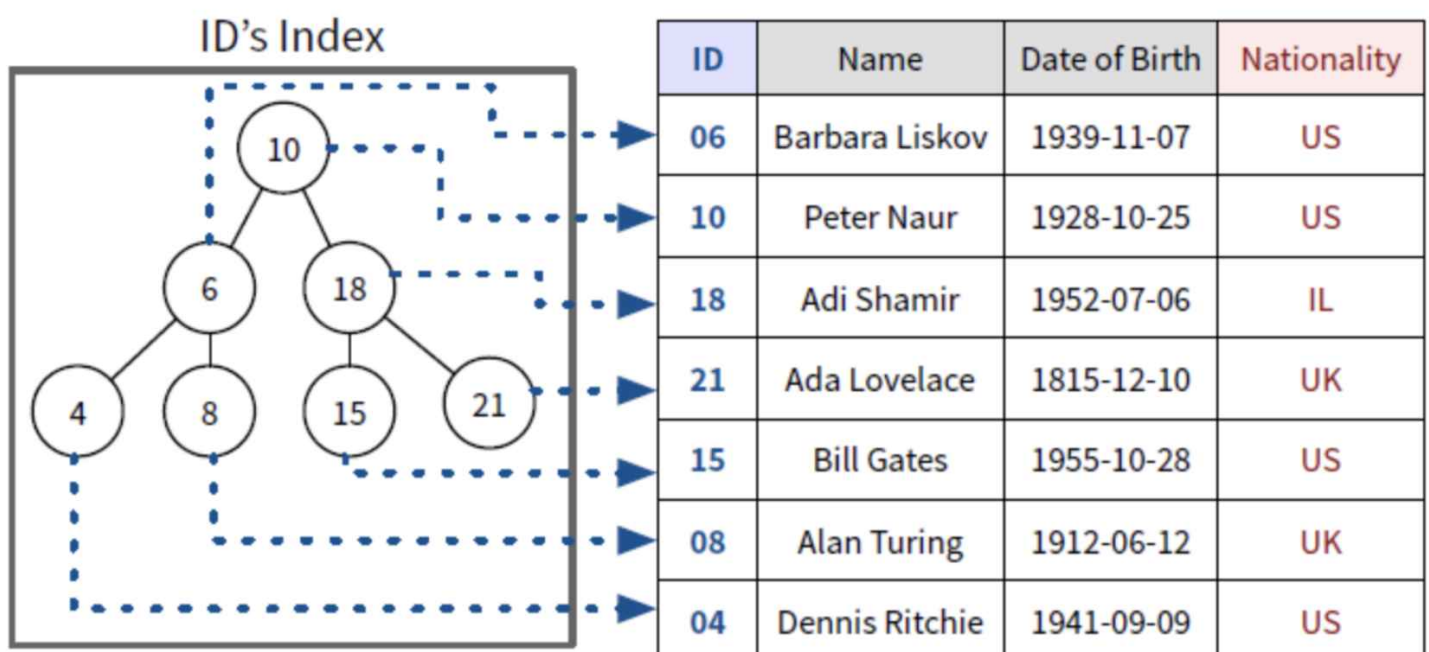 ID's Index
10
6
18
4
8
15
21
ID Name Date of Birth Nationality
06 Barbara Liskov 1939-11-07 US
10 Peter Naur 1928-10-25 US
18 Adi Shamir 1952-07-06 IL
21 Ada Lovelace 1815-12-10 UK
15 Bill Gates 1955-10-28 US
08 Alan Turing 1912-06-12 UK
04 Dennis Ritchie 1941-09-09 US